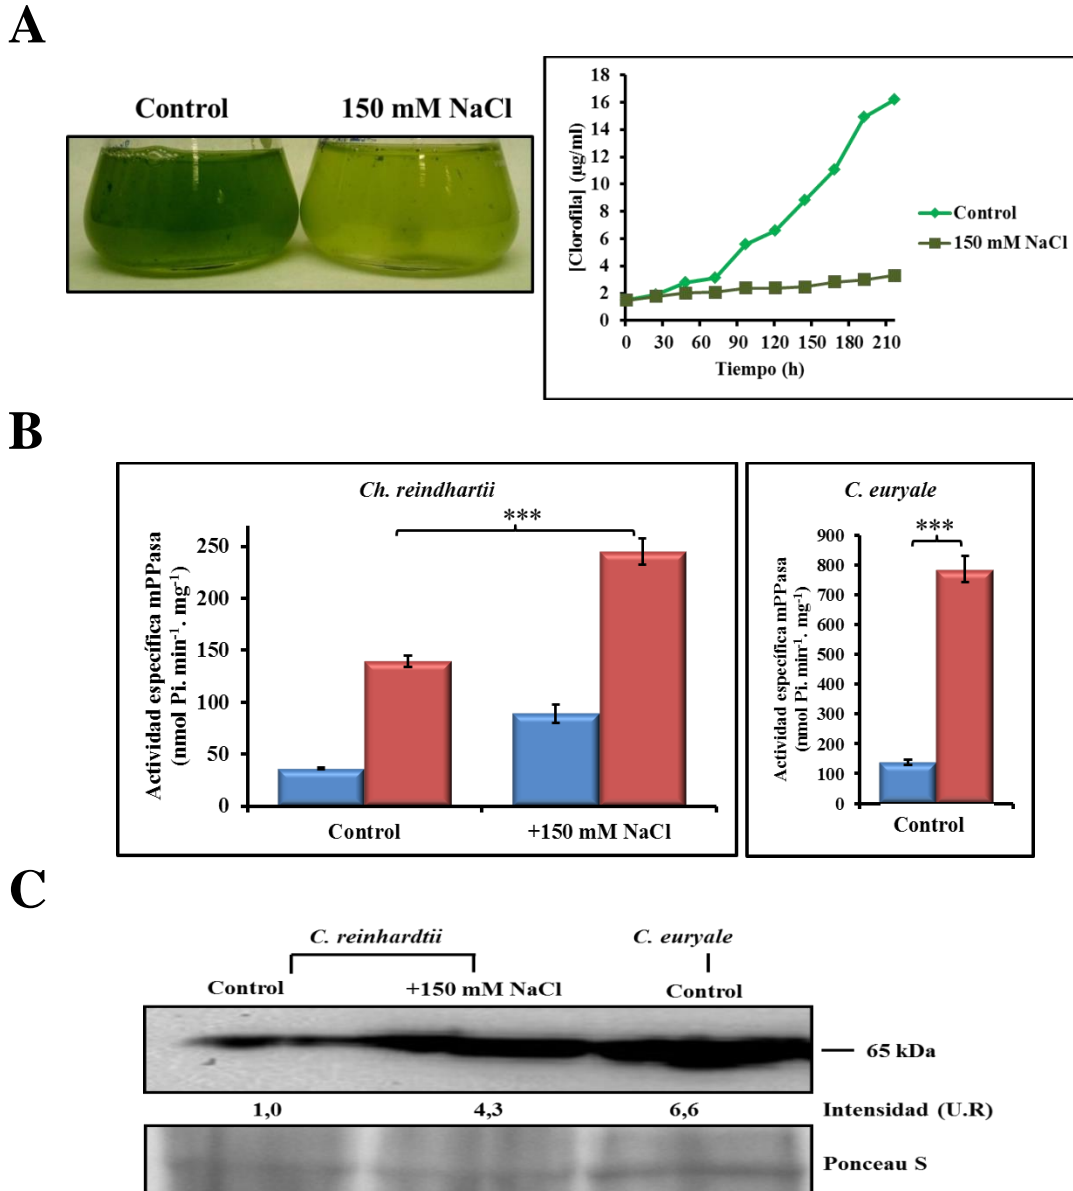 A
Control
150 mM NaCl
18
16
14
12
10
8
6
4
2
0
[Clorofila] (µg/ml)
0 30 60 90 120 150 180 210
Tiempo (h)
Control
150 mM NaCl
B
Ch. reindhartii
***
Actividad específica mPPasa
(nmol Pi. min⁻¹. mg⁻¹)
250
200
150
100
50
0
Control
+150 mM NaCl
C. euryale
***
Actividad específica mPPasa
(nmol Pi. min⁻¹. mg⁻¹)
900
800
700
600
500
400
300
200
100
0
Control
C
C. reinhardtii
C. euryale
Control
+150 mM NaCl
Control
65 kDa
1,0 4,3 6,6 Intensidad (U.R)
Ponceau S